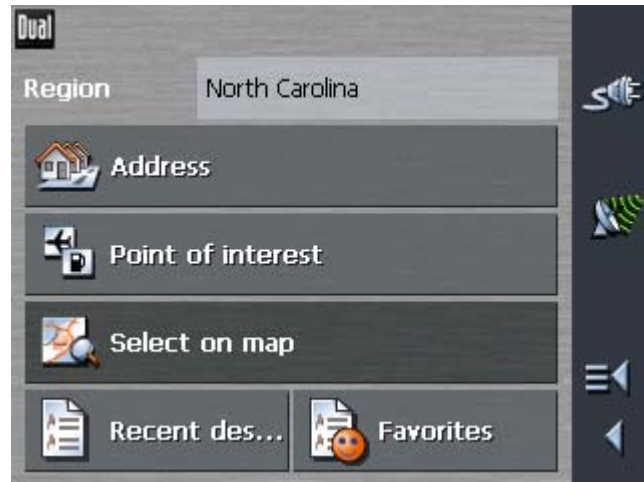 Dual
Region North Carolina
Address
Point of interest
Select on map
Recent des... Favorites